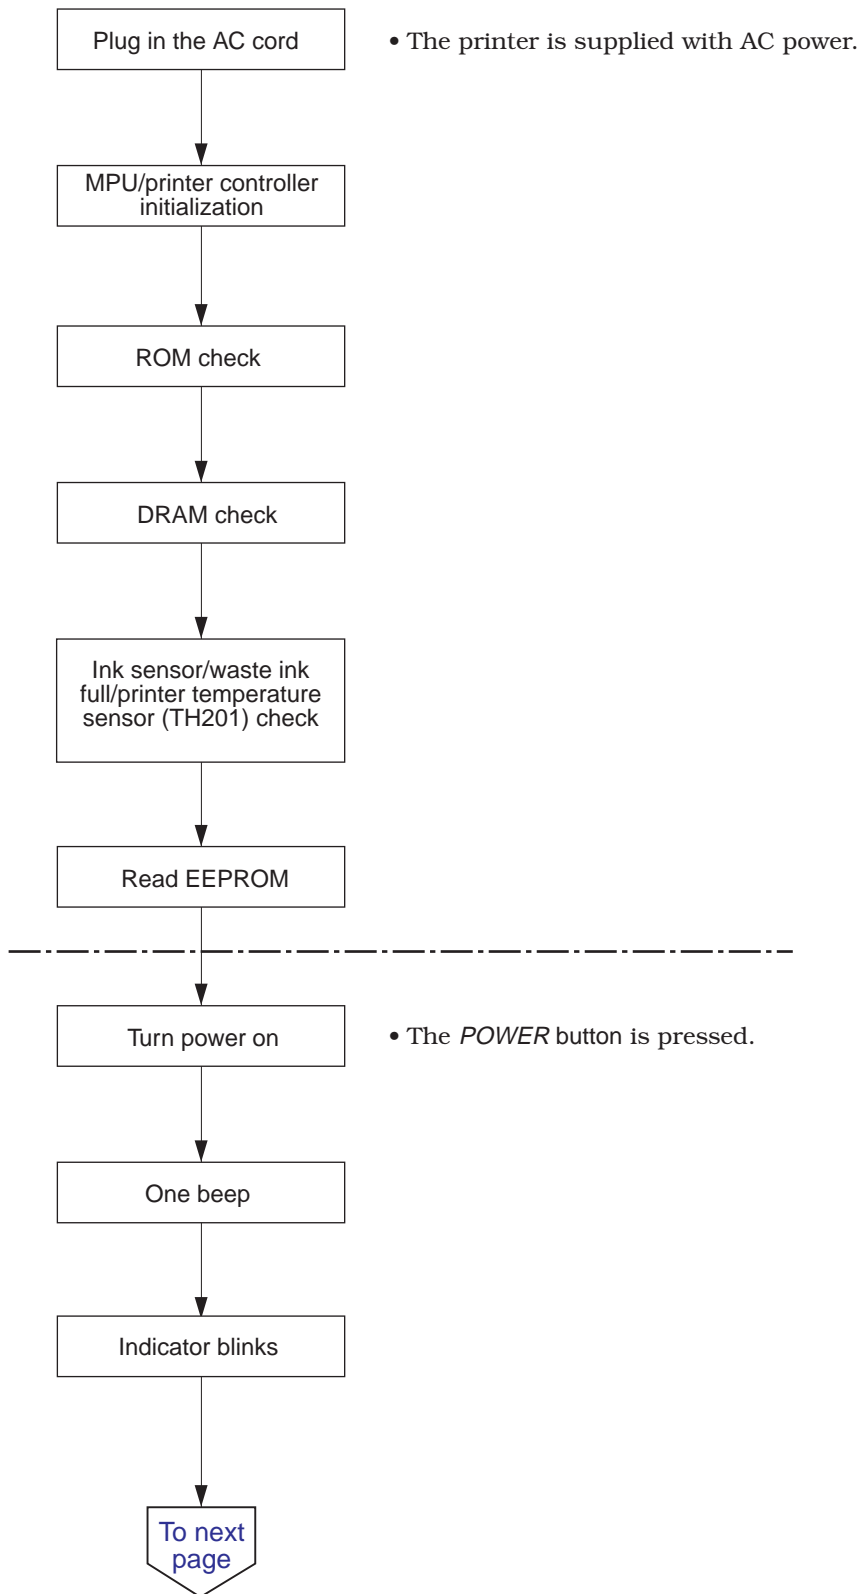 Plug in the AC cord
• The printer is supplied with AC power.
MPU/printer controller
initialization
ROM check
DRAM check
Ink sensor/waste ink
full/printer temperature
sensor (TH201) check
Read EEPROM
Turn power on
• The POWER button is pressed.
One beep
Indicator blinks
To next
page